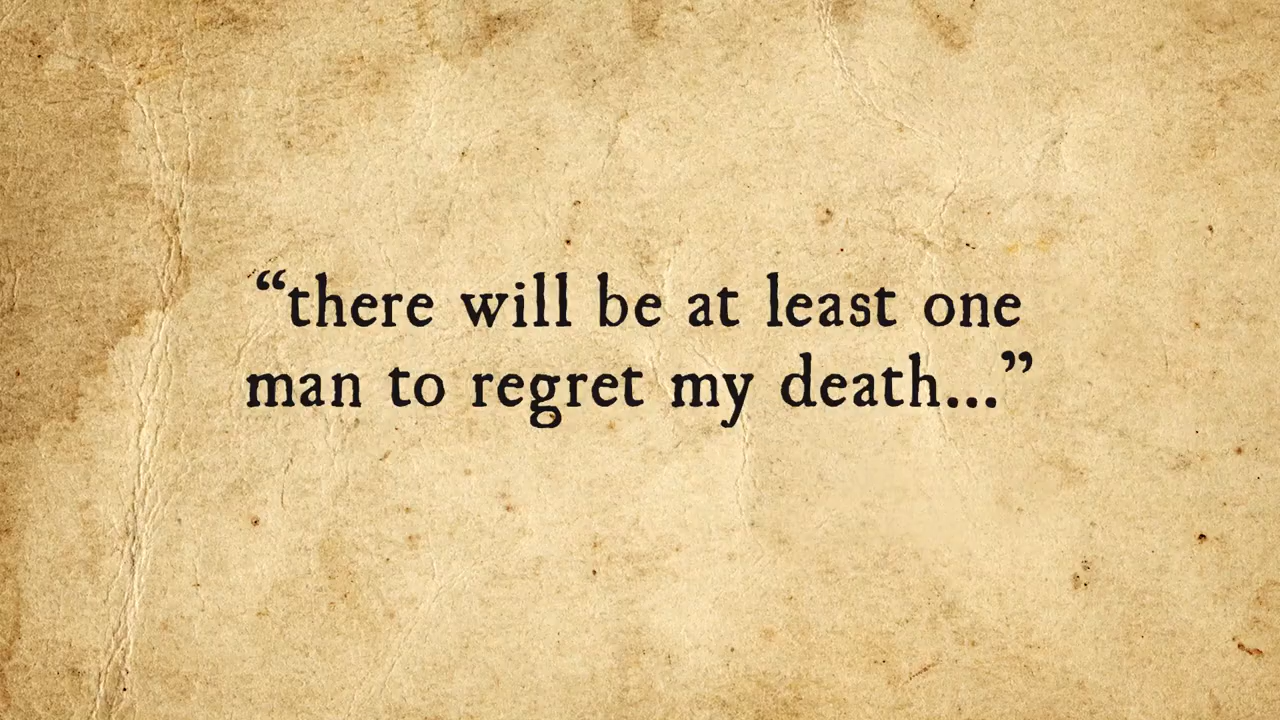 “there will be at least one
man to regret my death...”